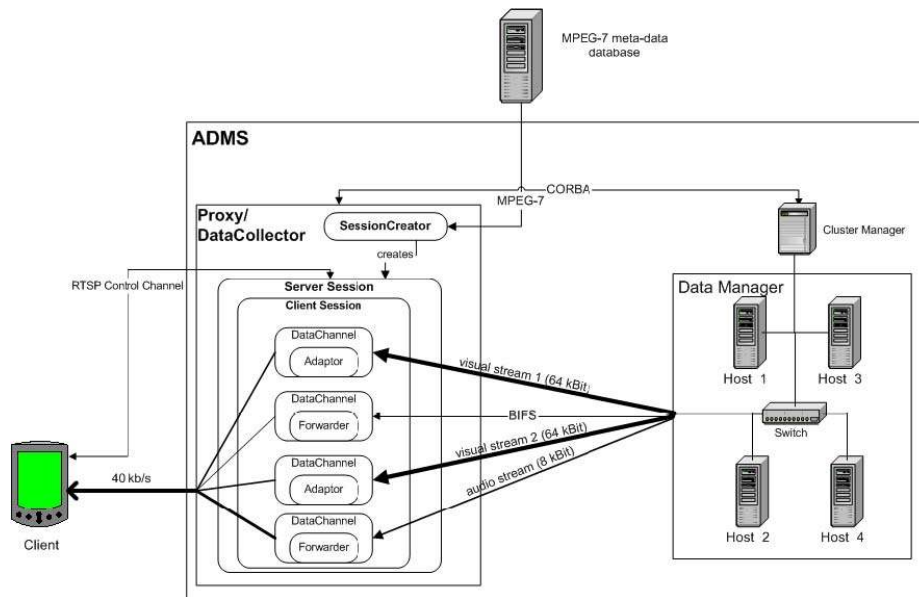 MPEG-7 meta-data
database
ADMS
CORBA
MPEG-7
Proxy/
DataCollector
SessionCreator
creates
Cluster Manager
RTSP Control Channel
Server Session
Client Session
Data Manager
DataChannel
Adaptor
visual stream 1 (64 kBit)
Host 1
Host 3
DataChannel
Forwarder
BIFS
Switch
visual stream 2 (64 kBit)
DataChannel
Adaptor
audio stream (8 kBit)
40 kb/s
DataChannel
Forwarder
Host 2
Host 4
Client